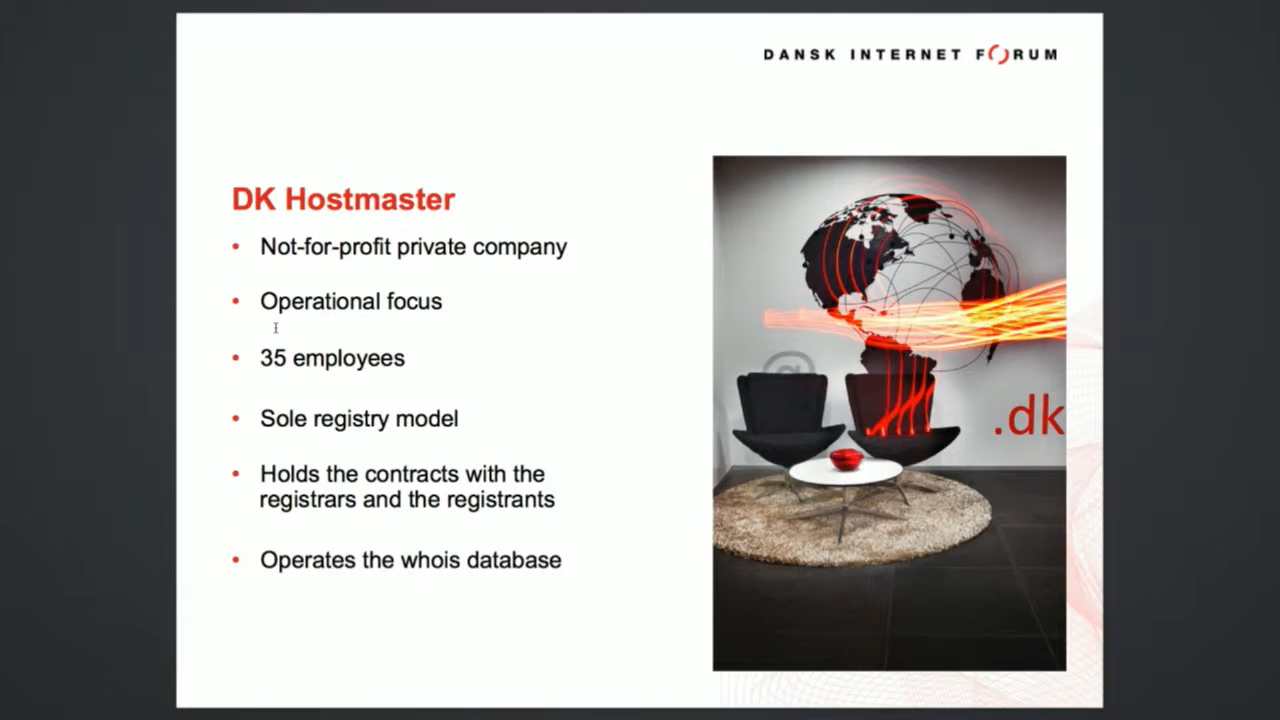 DANSK INTERNET FORUM
DK Hostmaster
• Not-for-profit private company
• Operational focus
• 35 employees
• Sole registry model
• Holds the contracts with the
registrars and the registrants
• Operates the whois database
@
.dk